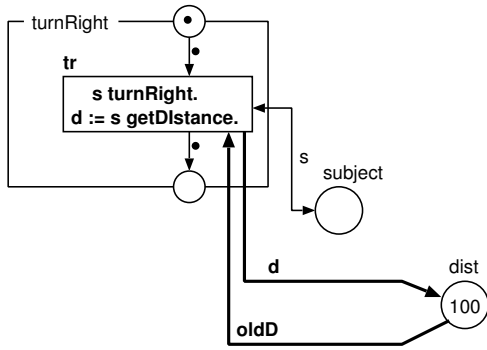 turnRight
tr
s turnRight.
d := s getDIstance.
s
subject
d
dist
100
oldD